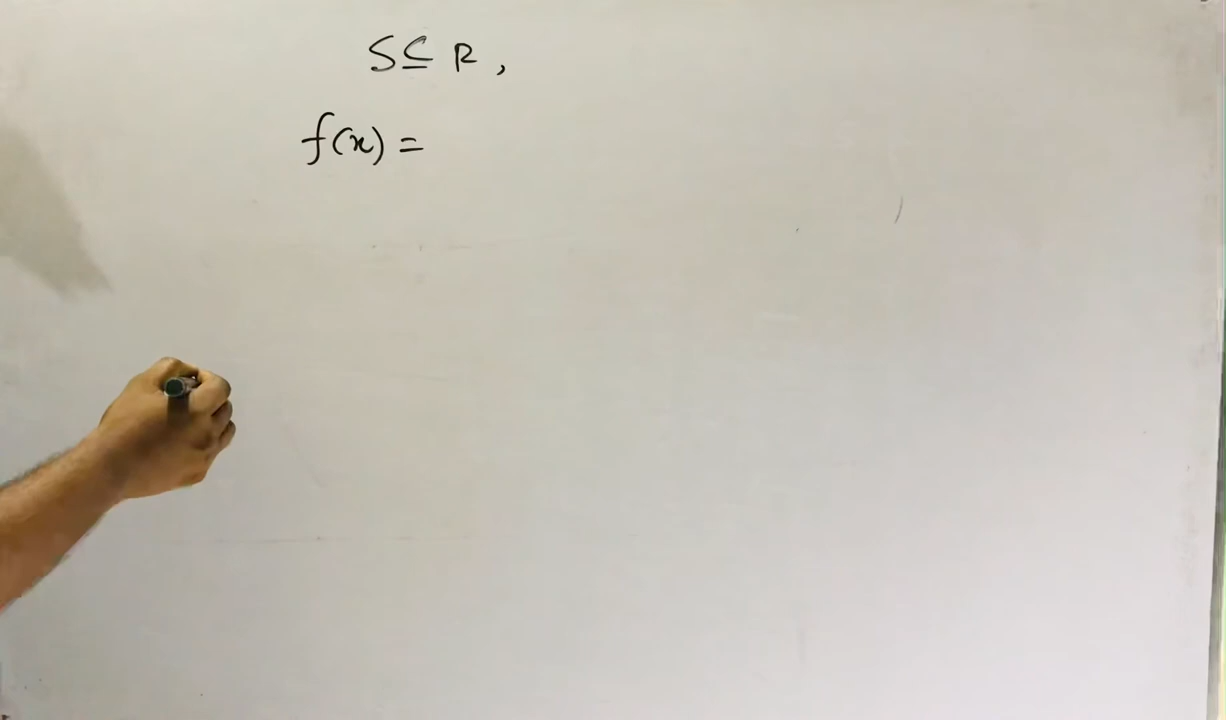 S ⊆ R ,
f(x) =